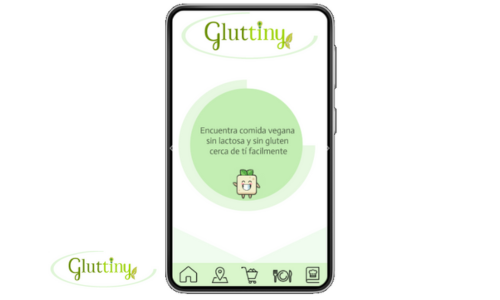 Gluttiny
Encuentra comida vegana
sin lactosa y sin gluten
cerca de ti facilmente
Gluttiny